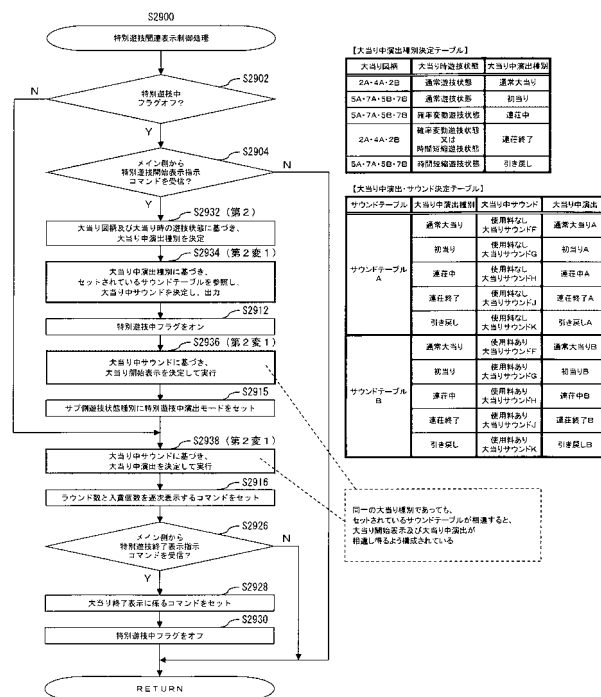 S2900
特別遊技関連表示制御処理
S2902
特別遊技中
フラグオフ?
N
Y
S2904
メイン側から
特別遊技開始表示指示
コマンドを受信?
N
Y
S2932 (第2)
大当り図柄及び大当り時の遊技状態に基づき、
大当り中演出種別を決定
S2934 (第2変1)
大当り中演出種別に基づき、
セットされているサウンドテーブルを参照し、
大当り中サウンドを決定し、出力
S2912
特別遊技中フラグをオン
S2936 (第2変1)
大当り中サウンドに基づき、
大当り開始表示を決定して実行
S2915
サブ側遊技状態種別に特別遊技中演出モードをセット
S2938 (第2変1)
大当り中サウンドに基づき、
大当り中演出を決定して実行
S2916
ラウンド数と入賞個数を逐次表示するコマンドをセット
S2926
メイン側から
特別遊技終了表示指示
コマンドを受信?
N
Y
S2928
大当り終了表示に係るコマンドをセット
S2930
特別遊技中フラグをオフ
RETURN
【大当り中演出種別決定テーブル】
大当り図柄 大当り時遊技状態 大当り中演出種別
2A・4A・2B 通常遊技状態 通常大当り
5A・7A・5B・7B 通常遊技状態 初当り
5A・7A・5B・7B 確率変動遊技状態 連荘中
2A・4A・2B 確率変動遊技状態
又は
時間短縮遊技状態 連荘終了
5A・7A・5B・7B 時間短縮遊技状態 引き戻し
【大当り中演出・サウンド決定テーブル】
サウンドテーブル 大当り中演出種別 大当り中サウンド 大当り中演出
サウンドテーブル
A
通常大当り 使用料なし
大当りサウンドF 通常大当りA
初当り 使用料なし
大当りサウンドG 初当りA
連荘中 使用料なし
大当りサウンドH 連荘中A
連荘終了 使用料なし
大当りサウンドJ 連荘終了A
引き戻し 使用料なし
大当りサウンドK 引き戻しA
サウンドテーブル
B
通常大当り 使用料あり
大当りサウンドF 通常大当りB
初当り 使用料あり
大当りサウンドG 初当りB
連荘中 使用料あり
大当りサウンドH 連荘中B
連荘終了 使用料あり
大当りサウンドJ 連荘終了B
引き戻し 使用料あり
大当りサウンドK 引き戻しB
同一の大当り種別であっても、
セットされているサウンドテーブルが相違すると、
大当り開始表示及び大当り中演出が
相違し得るよう構成されている